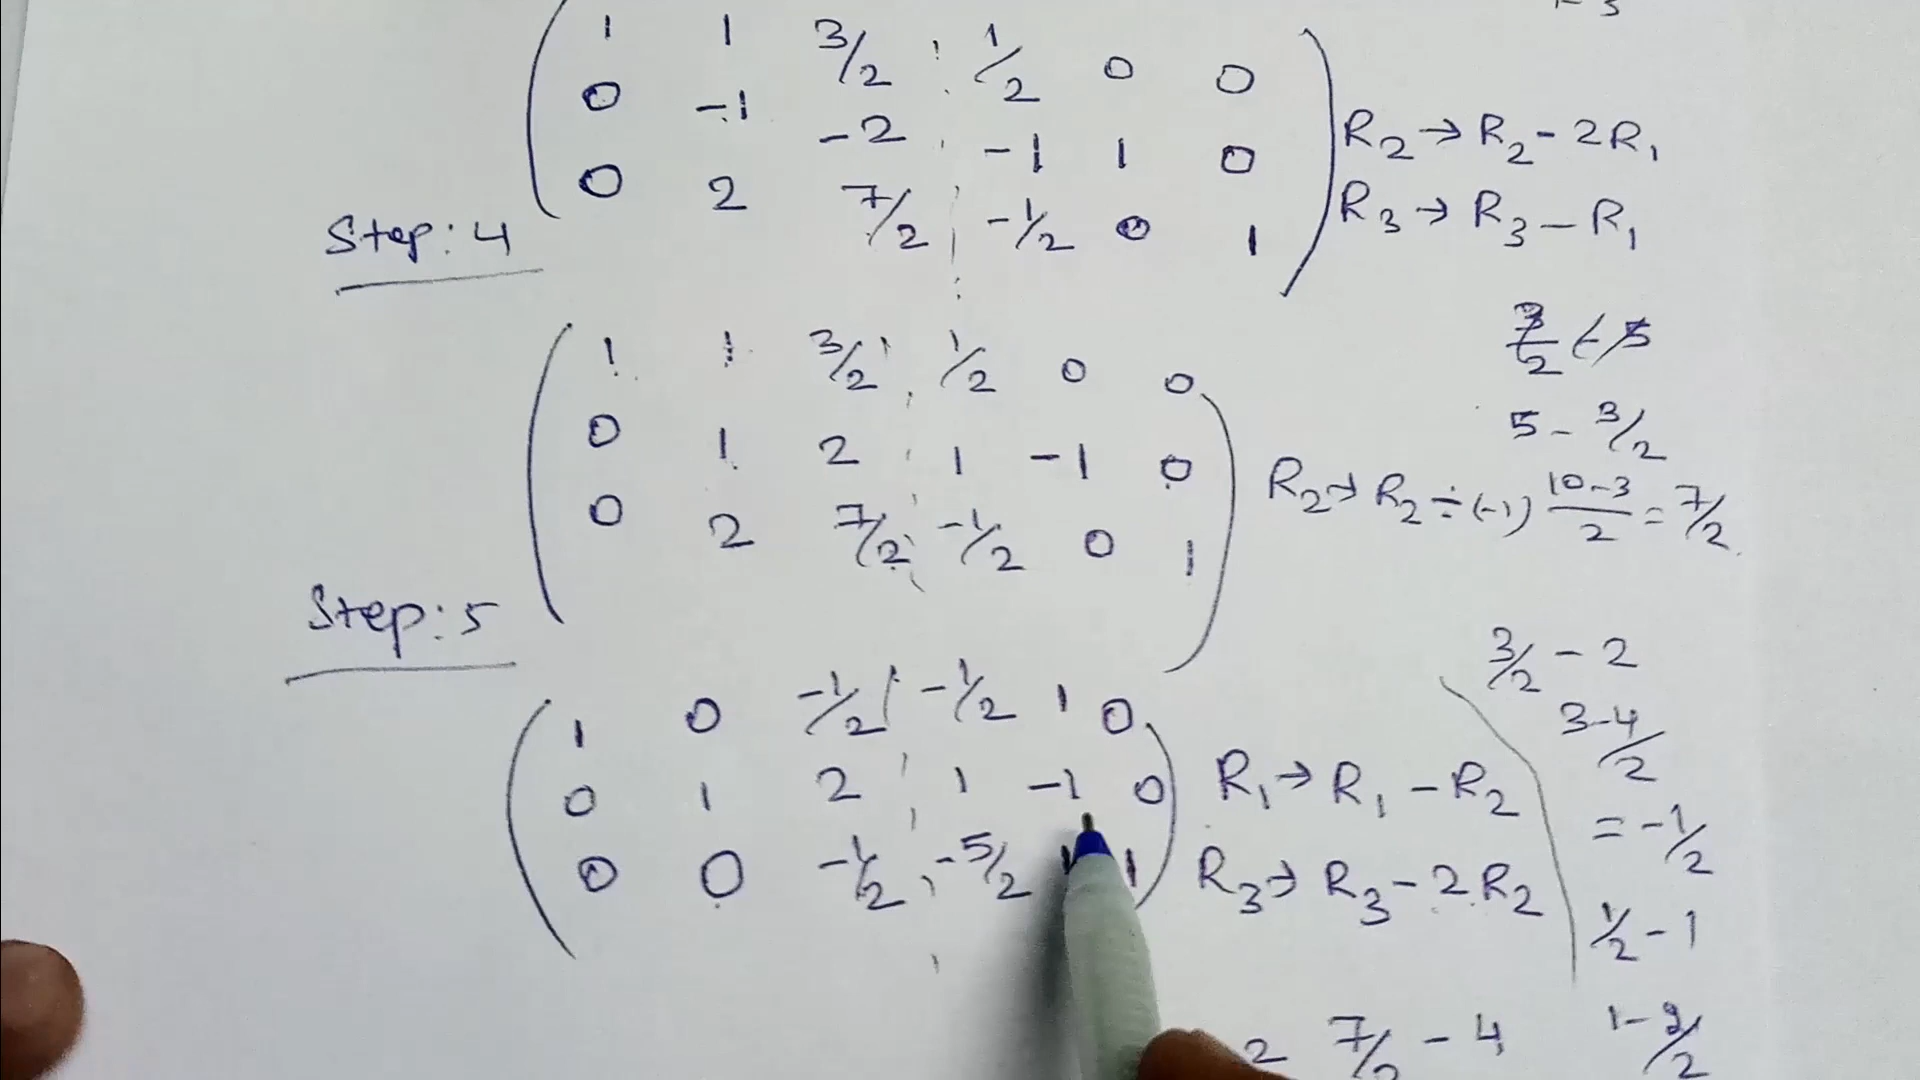 1 1 3/2 1/2 0 0
0 -1 -2 -1 1 0 R2 → R2 - 2R1
0 2 7/2 -1/2 0 1 R3 → R3 - R1
Step: 4
1 1 3/2 1/2 0 0
5 - 3/2
0 1 2 1 -1 0 R2 → R2 ÷ (-1) 10-3/2 = 7/2
0 2 7/2 -1/2 0 1
Step: 5
3/2 - 2
1 0 -1/2 -1/2 1 0
3-4/2
0 1 2 1 -1 0 R1 → R1 - R2
= -1/2
0 0 -1/2 -5/2 1 R3 → R3 - 2R2
1/2 - 1
2 7/2 - 4 1-2/2